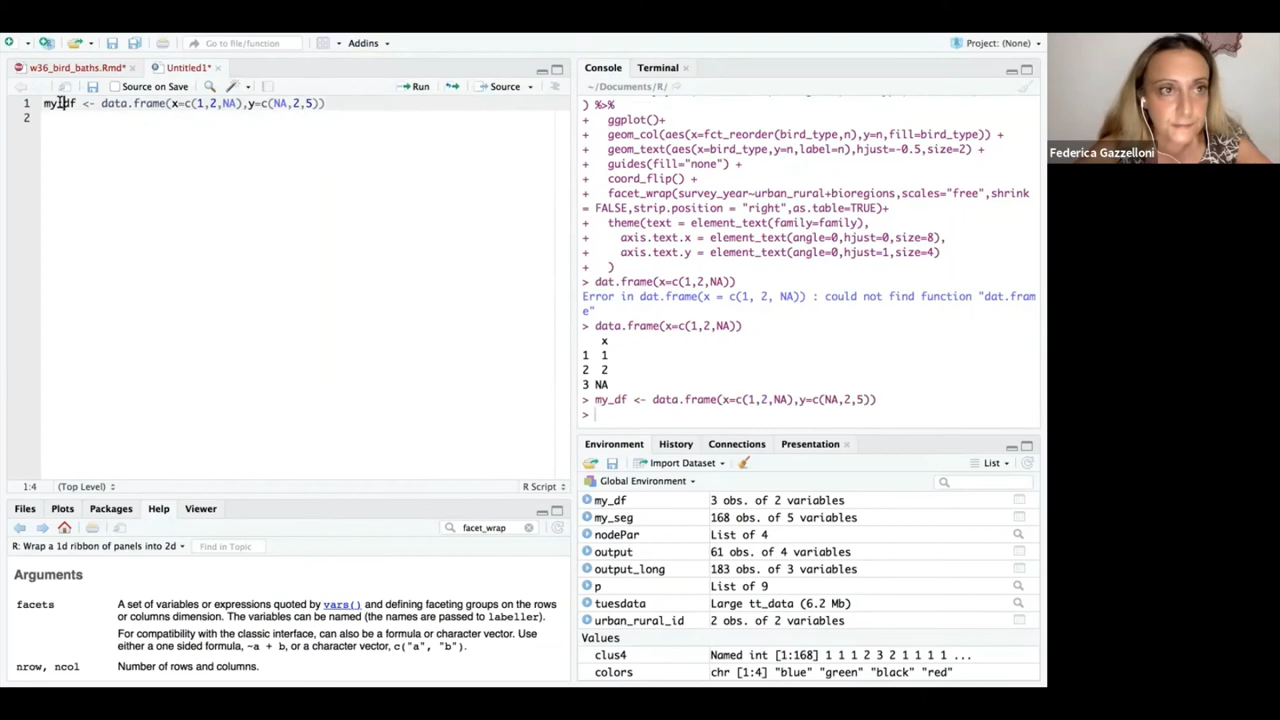 Go to file/function
Addins
Project: (None)
w36_bird_baths.Rmd*
Untitled1*
Source on Save
Run
Source
1 my_df <- data.frame(x=c(1,2,NA),y=c(NA,2,5))
2
1:4
(Top Level)
R Script
Files
Plots
Packages
Help
Viewer
facet_wrap
R: Wrap a 1d ribbon of panels into 2d
Find in Topic
Arguments
facets
A set of variables or expressions quoted by vars() and defining faceting groups on the rows
or columns dimension. The variables can be named (the names are passed to labeller).
For compatibility with the classic interface, can also be a formula or character vector. Use
either a one sided formula, ~a + b, or a character vector, c("a", "b").
nrow, ncol
Number of rows and columns.
Console
Terminal
~/Documents/R/
) %>%
+ ggplot()+
+ geom_col(aes(x=fct_reorder(bird_type,n),y=n,fill=bird_type)) +
+ geom_text(aes(x=bird_type,y=n,label=n),hjust=-0.5,size=2) +
+ guides(fill="none") +
+ coord_flip() +
+ facet_wrap(survey_year~urban_rural+bioregions,scales="free",shrink
= FALSE,strip.position = "right",as.table=TRUE)+
+ theme(text = element_text(family=family),
+ axis.text.x = element_text(angle=0,hjust=0,size=8),
+ axis.text.y = element_text(angle=0,hjust=1,size=4)
+ )
> dat.frame(x=c(1,2,NA))
Error in dat.frame(x = c(1, 2, NA)) : could not find function "dat.fram
e"
> data.frame(x=c(1,2,NA))
x
1 1
2 2
3 NA
> my_df <- data.frame(x=c(1,2,NA),y=c(NA,2,5))
>
Environment
History
Connections
Presentation
Import Dataset
List
Global Environment
my_df 3 obs. of 2 variables
my_seg 168 obs. of 5 variables
nodePar List of 4
output 61 obs. of 4 variables
output_long 183 obs. of 3 variables
p List of 9
tuesdata Large tt_data (6.2 Mb)
urban_rural_id 2 obs. of 2 variables
Values
clus4 Named int [1:168] 1 1 1 2 3 2 1 1 1 1 ...
colors chr [1:4] "blue" "green" "black" "red"
Federica Gazzelloni